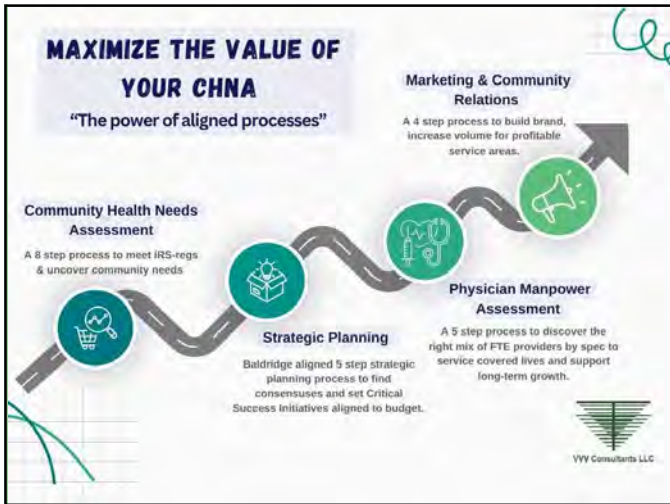 MAXIMIZE THE VALUE OF
YOUR CHNA
“The power of aligned processes”
Marketing & Community
Relations
A 4 step process to build brand,
increase volume for profitable
service areas.
Community Health Needs
Assessment
A 8 step process to meet IRS-regs
& uncover community needs
Strategic Planning
Baldridge aligned 5 step strategic
planning process to find
consensuses and set Critical
Success Initiatives aligned to budget.
Physician Manpower
Assessment
A 5 step process to discover the
right mix of FTE providers by spec to
service covered lives and support
long-term growth.
VVV Consultants LLC